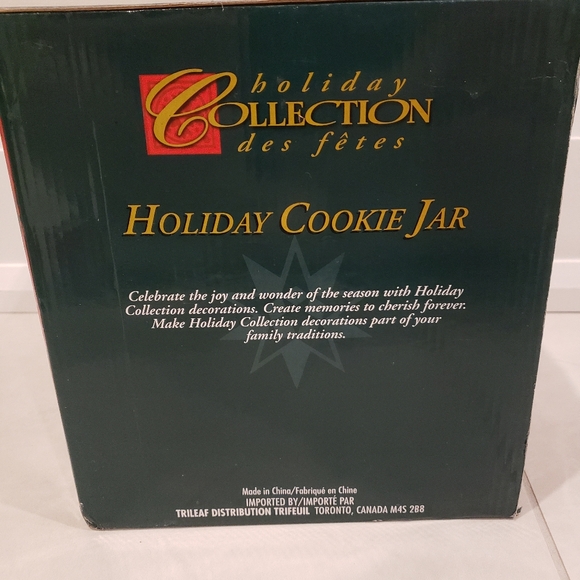 holiday
COLLECTION
des fêtes
HOLIDAY COOKIE JAR
Celebrate the joy and wonder of the season with Holiday
Collection decorations. Create memories to cherish forever.
Make Holiday Collection decorations part of your
family traditions.
Made in China/Fabriqué en Chine
IMPORTED BY/IMPORTÉ PAR
TRILEAF DISTRIBUTION TRIFEUIL TORONTO, CANADA M4S 2B8